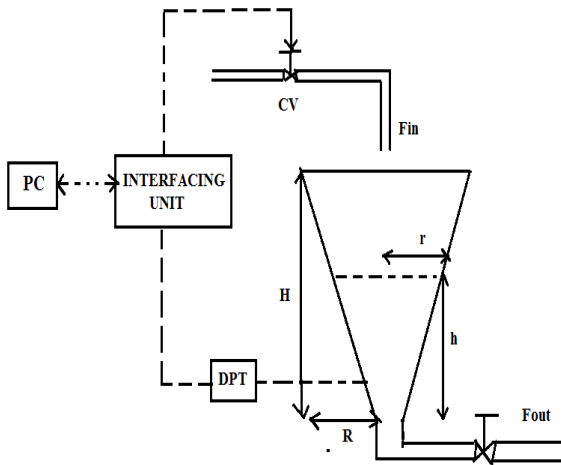 CV
Fin
PC
INTERFACING
UNIT
r
H
h
DPT
R
Fout